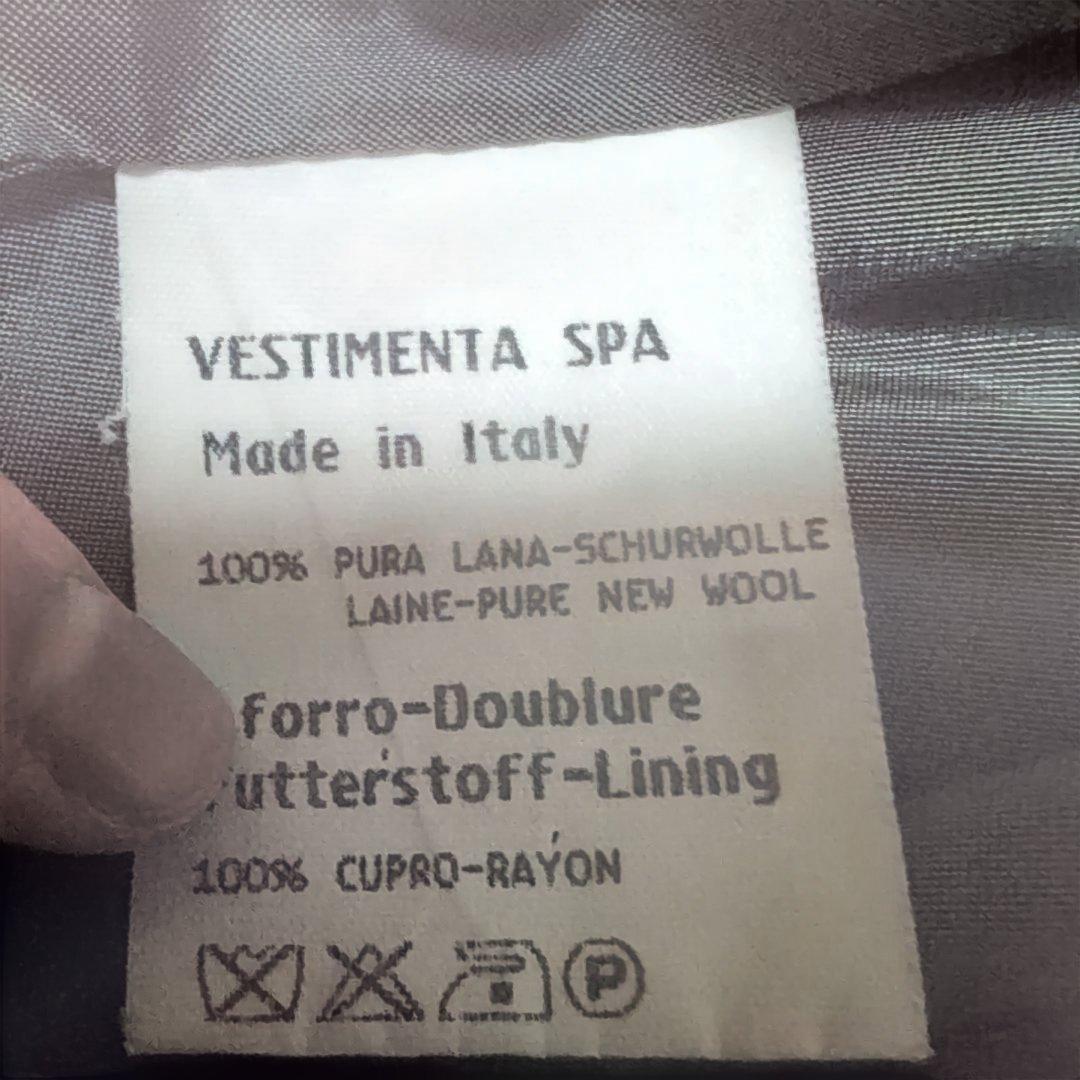 VESTIMENTA SPA
Made in Italy
100% PURA LANA-SCHURWOLLE
LAINE-PURE NEW WOOL
forro-Doublure
utterstoff-Lining
100% CUPRO-RAYON
P